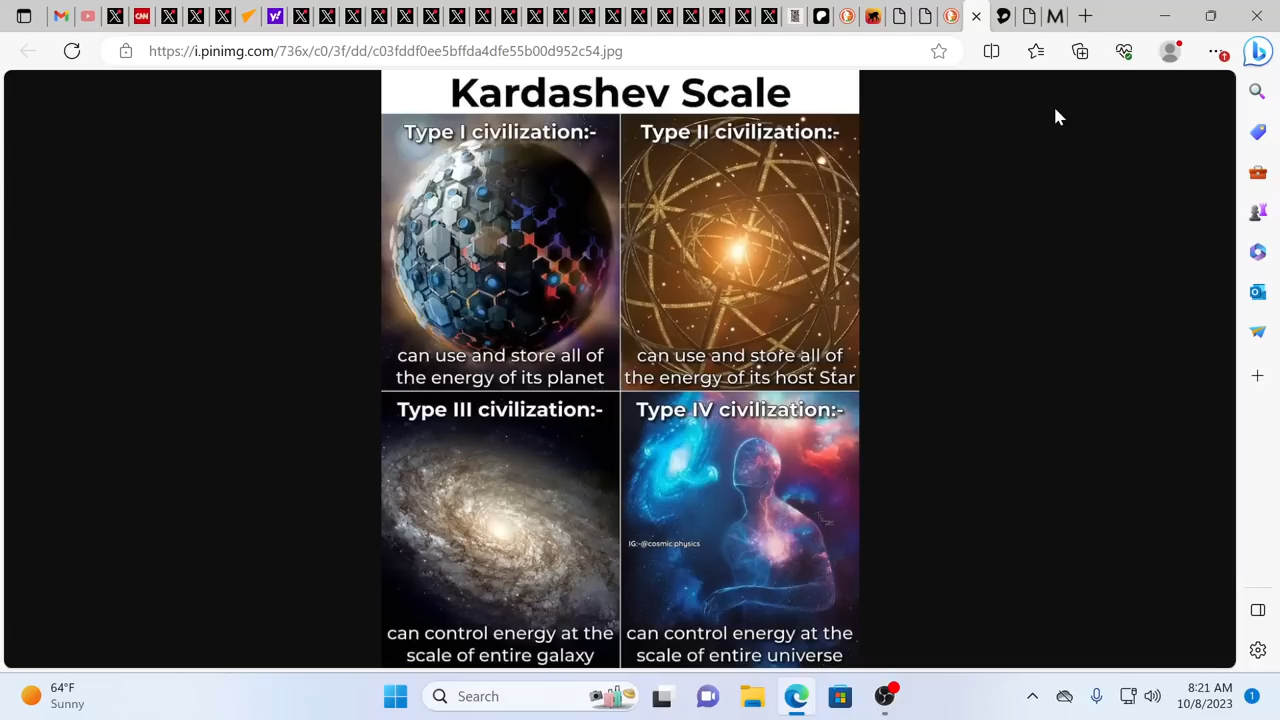 CNN
https://i.pinimg.com/736x/c0/3f/dd/c03fddf0ee5bffda4dfe55b00d952c54.jpg
Kardashev Scale
Type I civilization:-
can use and store all of
the energy of its planet
Type II civilization:-
can use and store all of
the energy of its host Star
Type III civilization:-
can control energy at the
scale of entire galaxy
Type IV civilization:-
IG:-@cosmic.physics
can control energy at the
scale of entire universe
64°F
Sunny
Search
8:21 AM
10/8/2023
1